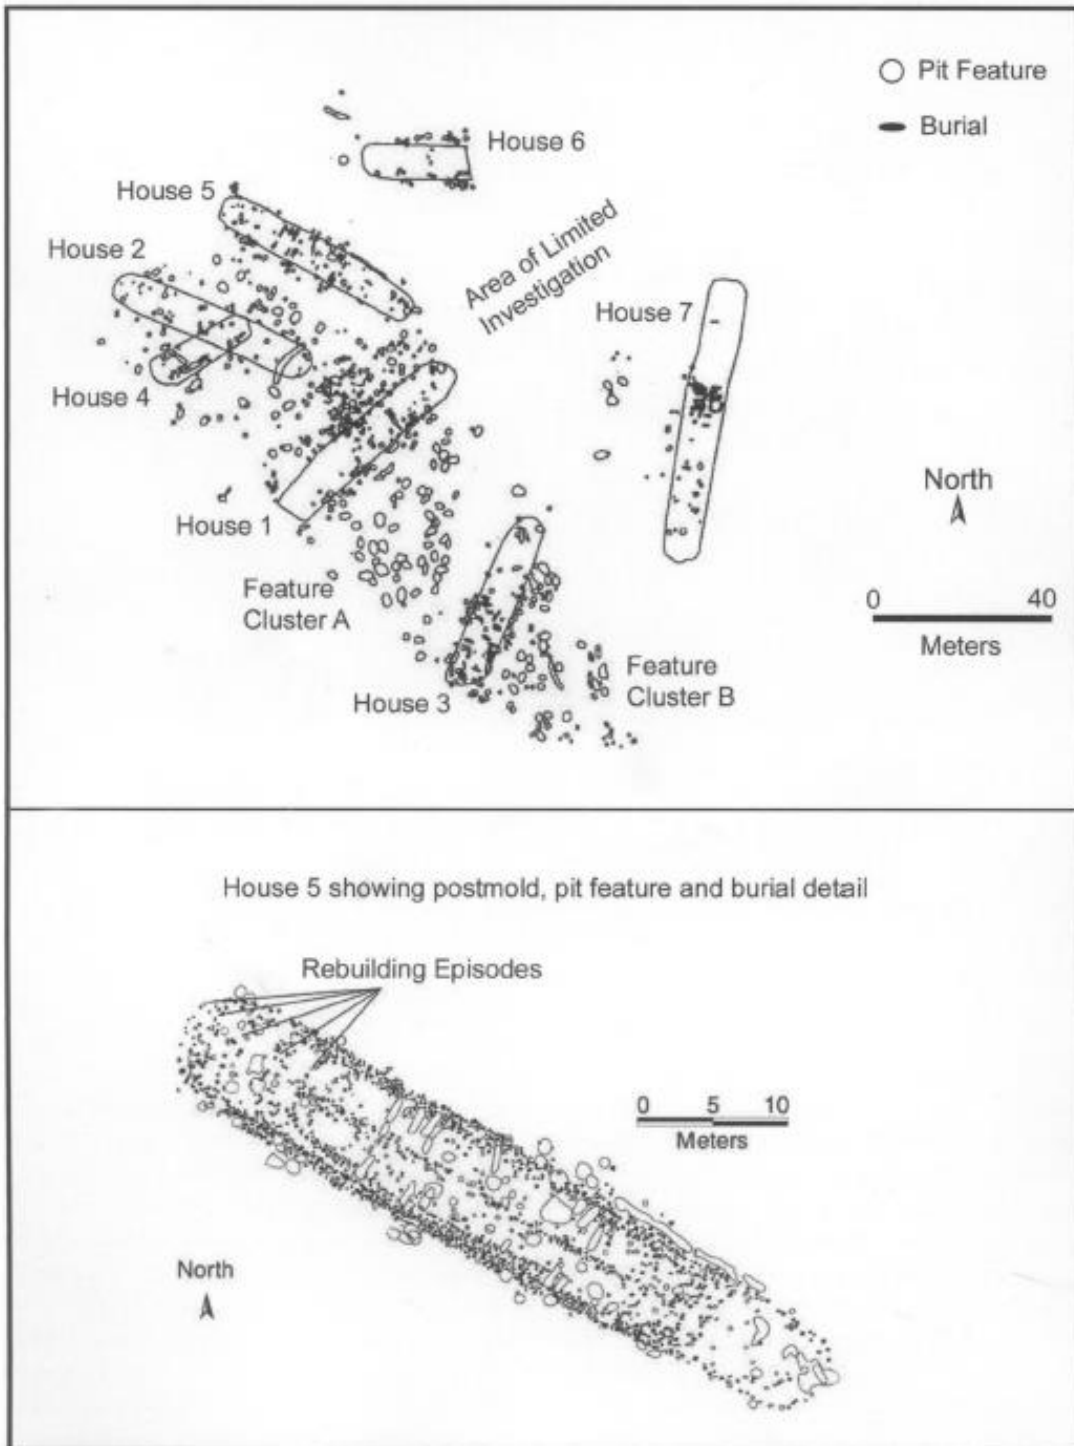 Pit Feature
Burial
House 6
House 5
House 2
Area of Limited
Investigation
House 7
House 4
North
House 1
0 40
Meters
Feature
Cluster A
Feature
Cluster B
House 3
House 5 showing postmold, pit feature and burial detail
Rebuilding Episodes
0 5 10
Meters
North